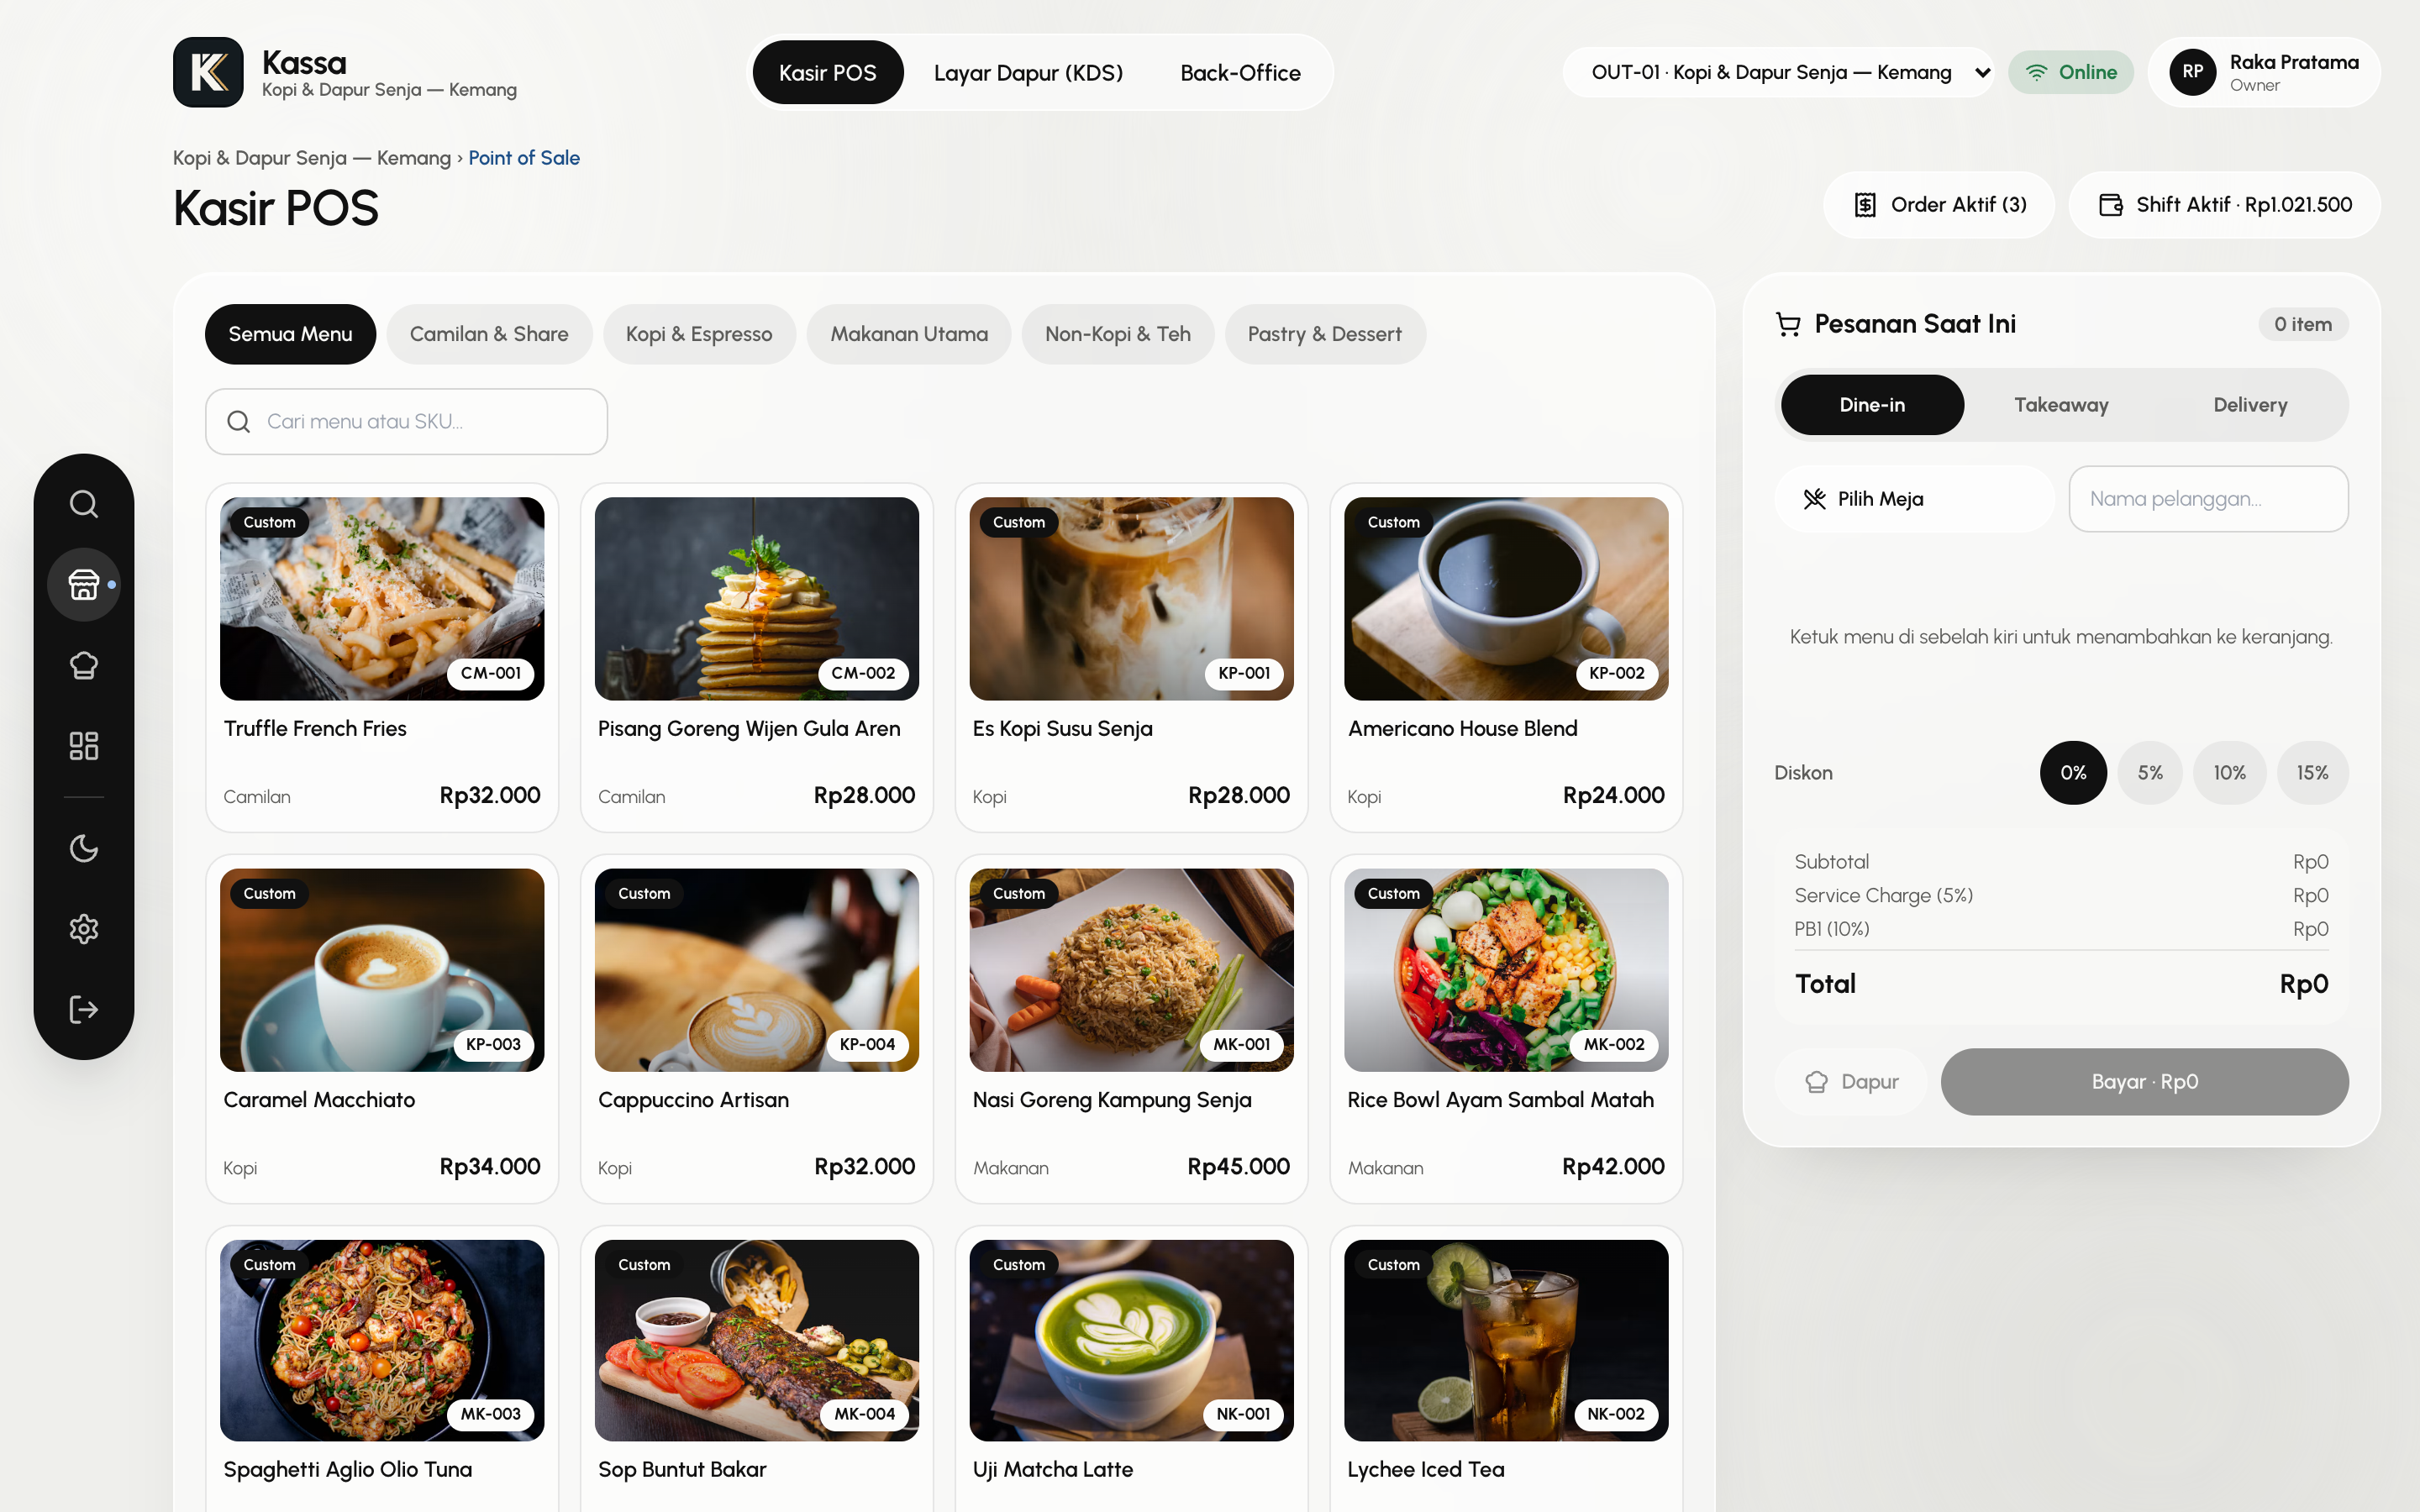 Kassa
Kopi & Dapur Senja — Kemang
Kasir POS
Layar Dapur (KDS)
Back-Office
OUT-01 · Kopi & Dapur Senja — Kemang
Online
RP
Raka Pratama
Owner
Kopi & Dapur Senja — Kemang › Point of Sale
Kasir POS
Order Aktif (3)
Shift Aktif · Rp1.021.500
Semua Menu
Camilan & Share
Kopi & Espresso
Makanan Utama
Non-Kopi & Teh
Pastry & Dessert
Cari menu atau SKU...
Custom
CM-001
Truffle French Fries
Camilan
Rp32.000
CM-002
Pisang Goreng Wijen Gula Aren
Camilan
Rp28.000
Custom
KP-001
Es Kopi Susu Senja
Kopi
Rp28.000
Custom
KP-002
Americano House Blend
Kopi
Rp24.000
Custom
KP-003
Caramel Macchiato
Kopi
Rp34.000
Custom
KP-004
Cappuccino Artisan
Kopi
Rp32.000
Custom
MK-001
Nasi Goreng Kampung Senja
Makanan
Rp45.000
Custom
MK-002
Rice Bowl Ayam Sambal Matah
Makanan
Rp42.000
Custom
MK-003
Spaghetti Aglio Olio Tuna
Custom
MK-004
Sop Buntut Bakar
Custom
NK-001
Uji Matcha Latte
Custom
NK-002
Lychee Iced Tea
Pesanan Saat Ini
0 item
Dine-in
Takeaway
Delivery
Pilih Meja
Nama pelanggan...
Ketuk menu di sebelah kiri untuk menambahkan ke keranjang.
Diskon
0%
5%
10%
15%
Subtotal
Rp0
Service Charge (5%)
Rp0
PB1 (10%)
Rp0
Total
Rp0
Dapur
Bayar · Rp0